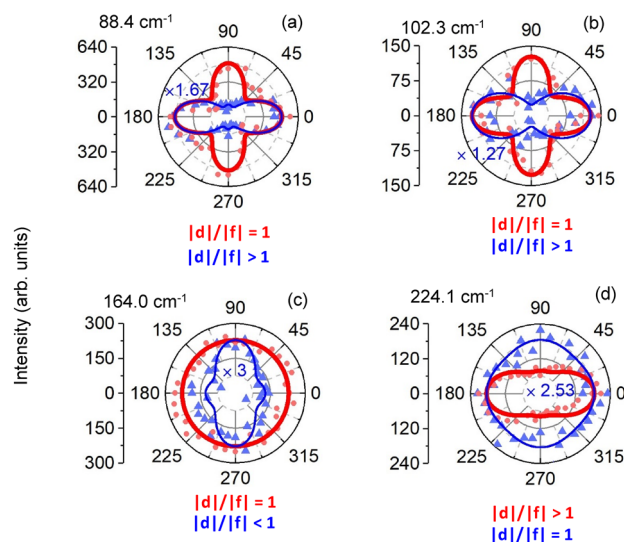 88.4 cm⁻¹ 90 (a)
640
135 45
320
×1.67
0 180 0
320
225 315
640
270
|d|/|f| = 1
|d|/|f| > 1
102.3 cm⁻¹ 90 (b)
150
135 45
75
0 180 0
75
× 1.27
225 315
150
270
|d|/|f| = 1
|d|/|f| > 1
Intensity (arb. units)
164.0 cm⁻¹ 90 (c)
300
135 45
150
× 3
0 180 0
150
225 315
300
270
|d|/|f| = 1
|d|/|f| < 1
224.1 cm⁻¹ 90 (d)
240
135 45
120
0 180 × 2.53 0
120
225 315
240
270
|d|/|f| > 1
|d|/|f| = 1